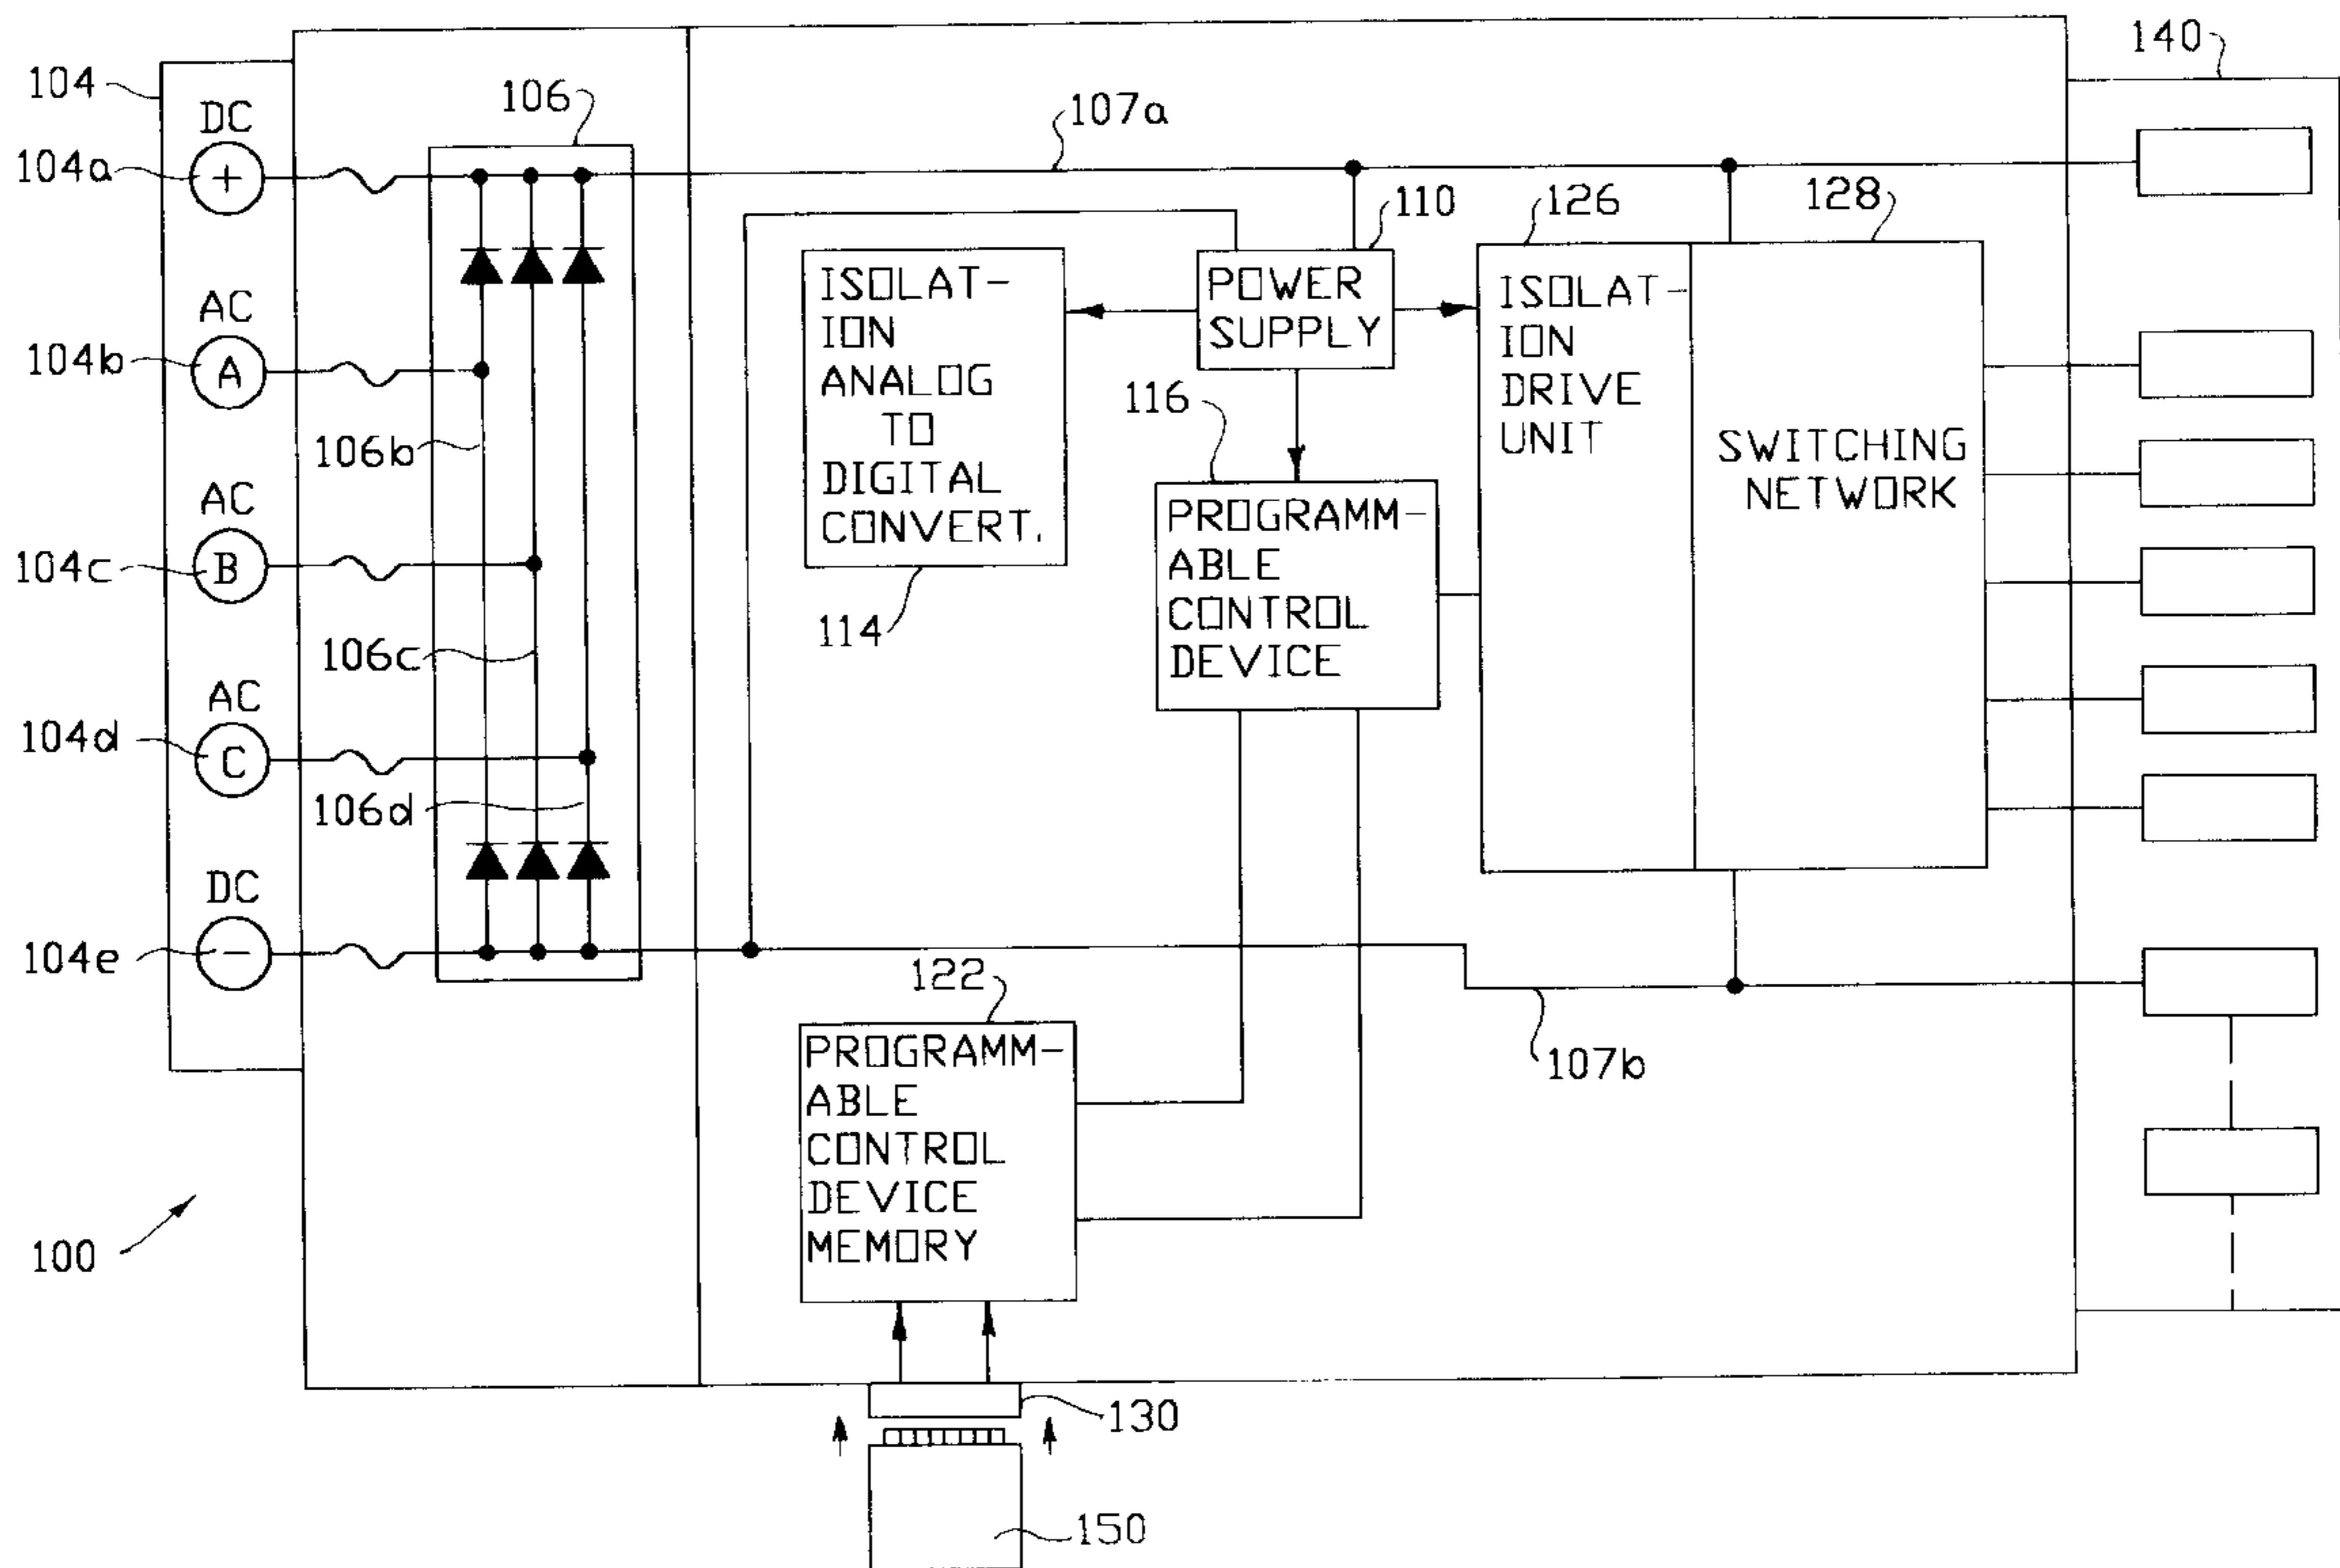 140
104
DC
106
107a
104a
+
110
126
128
ISOLAT-
ION
ANALOG
TO
DIGITAL
CONVERT.
POWER
SUPPLY
ISOLAT-
ION
DRIVE
UNIT
SWITCHING
NETWORK
AC
104b
A
106b
116
AC
104c
B
PROGRAMM-
ABLE
CONTROL
DEVICE
114
106c
AC
104d
C
106d
DC
104e
-
122
107b
PROGRAMM-
ABLE
CONTROL
DEVICE
MEMORY
100
130
150